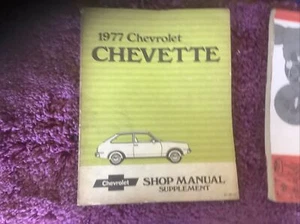 1977 Chevrolet
CHEVETTE
Chevrolet
SHOP MANUAL
SUPPLEMENT